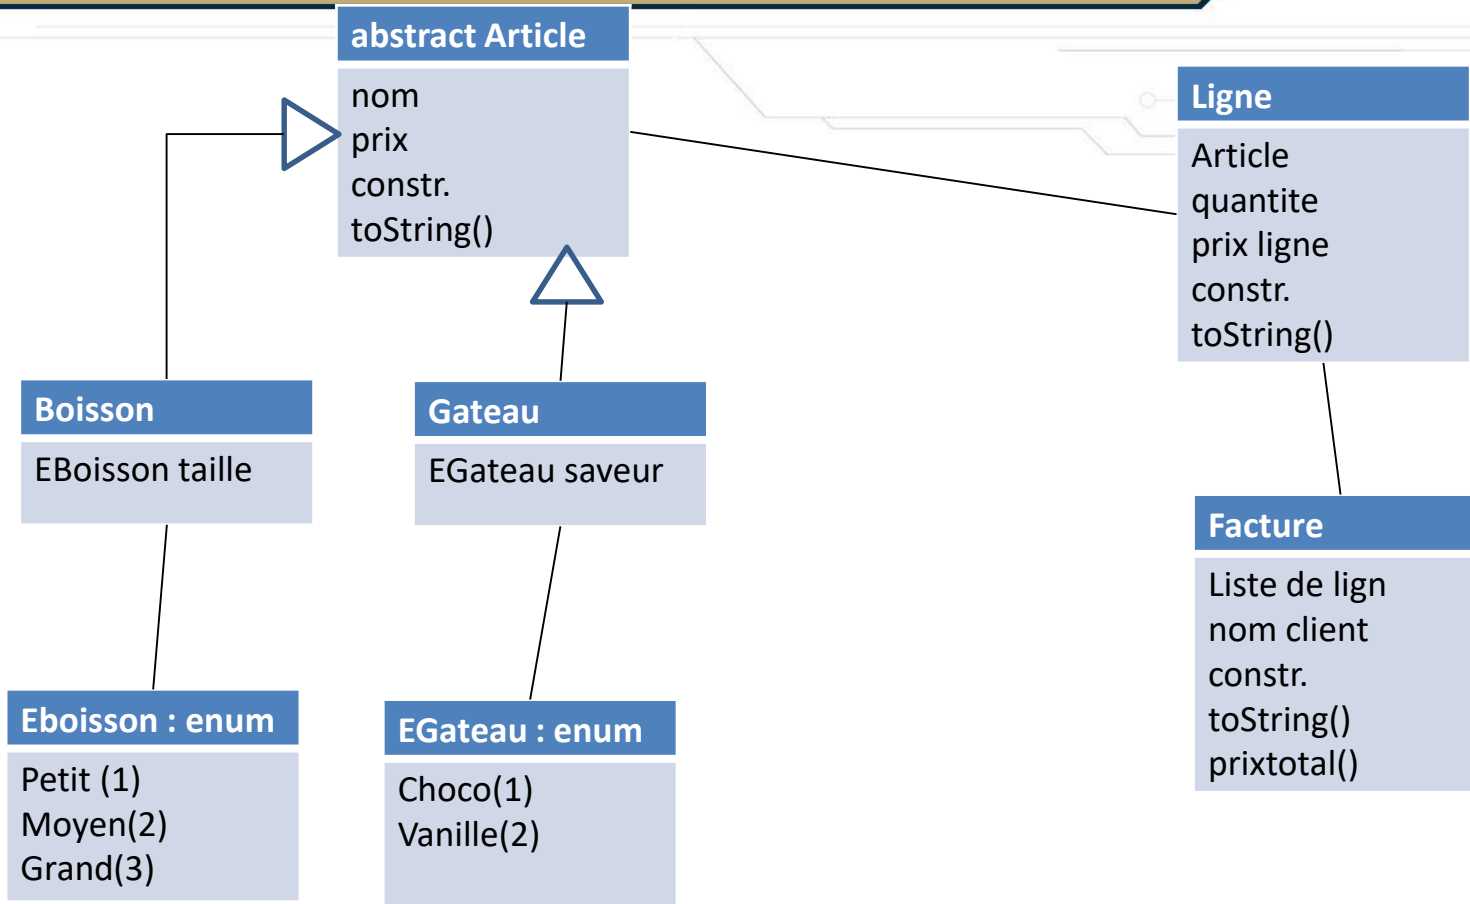 abstract Article
nom
prix
constr.
toString()
Ligne
Article
quantite
prix ligne
constr.
toString()
Boisson
EBoisson taille
Gateau
EGateau saveur
Facture
Liste de lign
nom client
constr.
toString()
prixtotal()
Eboisson : enum
Petit (1)
Moyen(2)
Grand(3)
EGateau : enum
Choco(1)
Vanille(2)